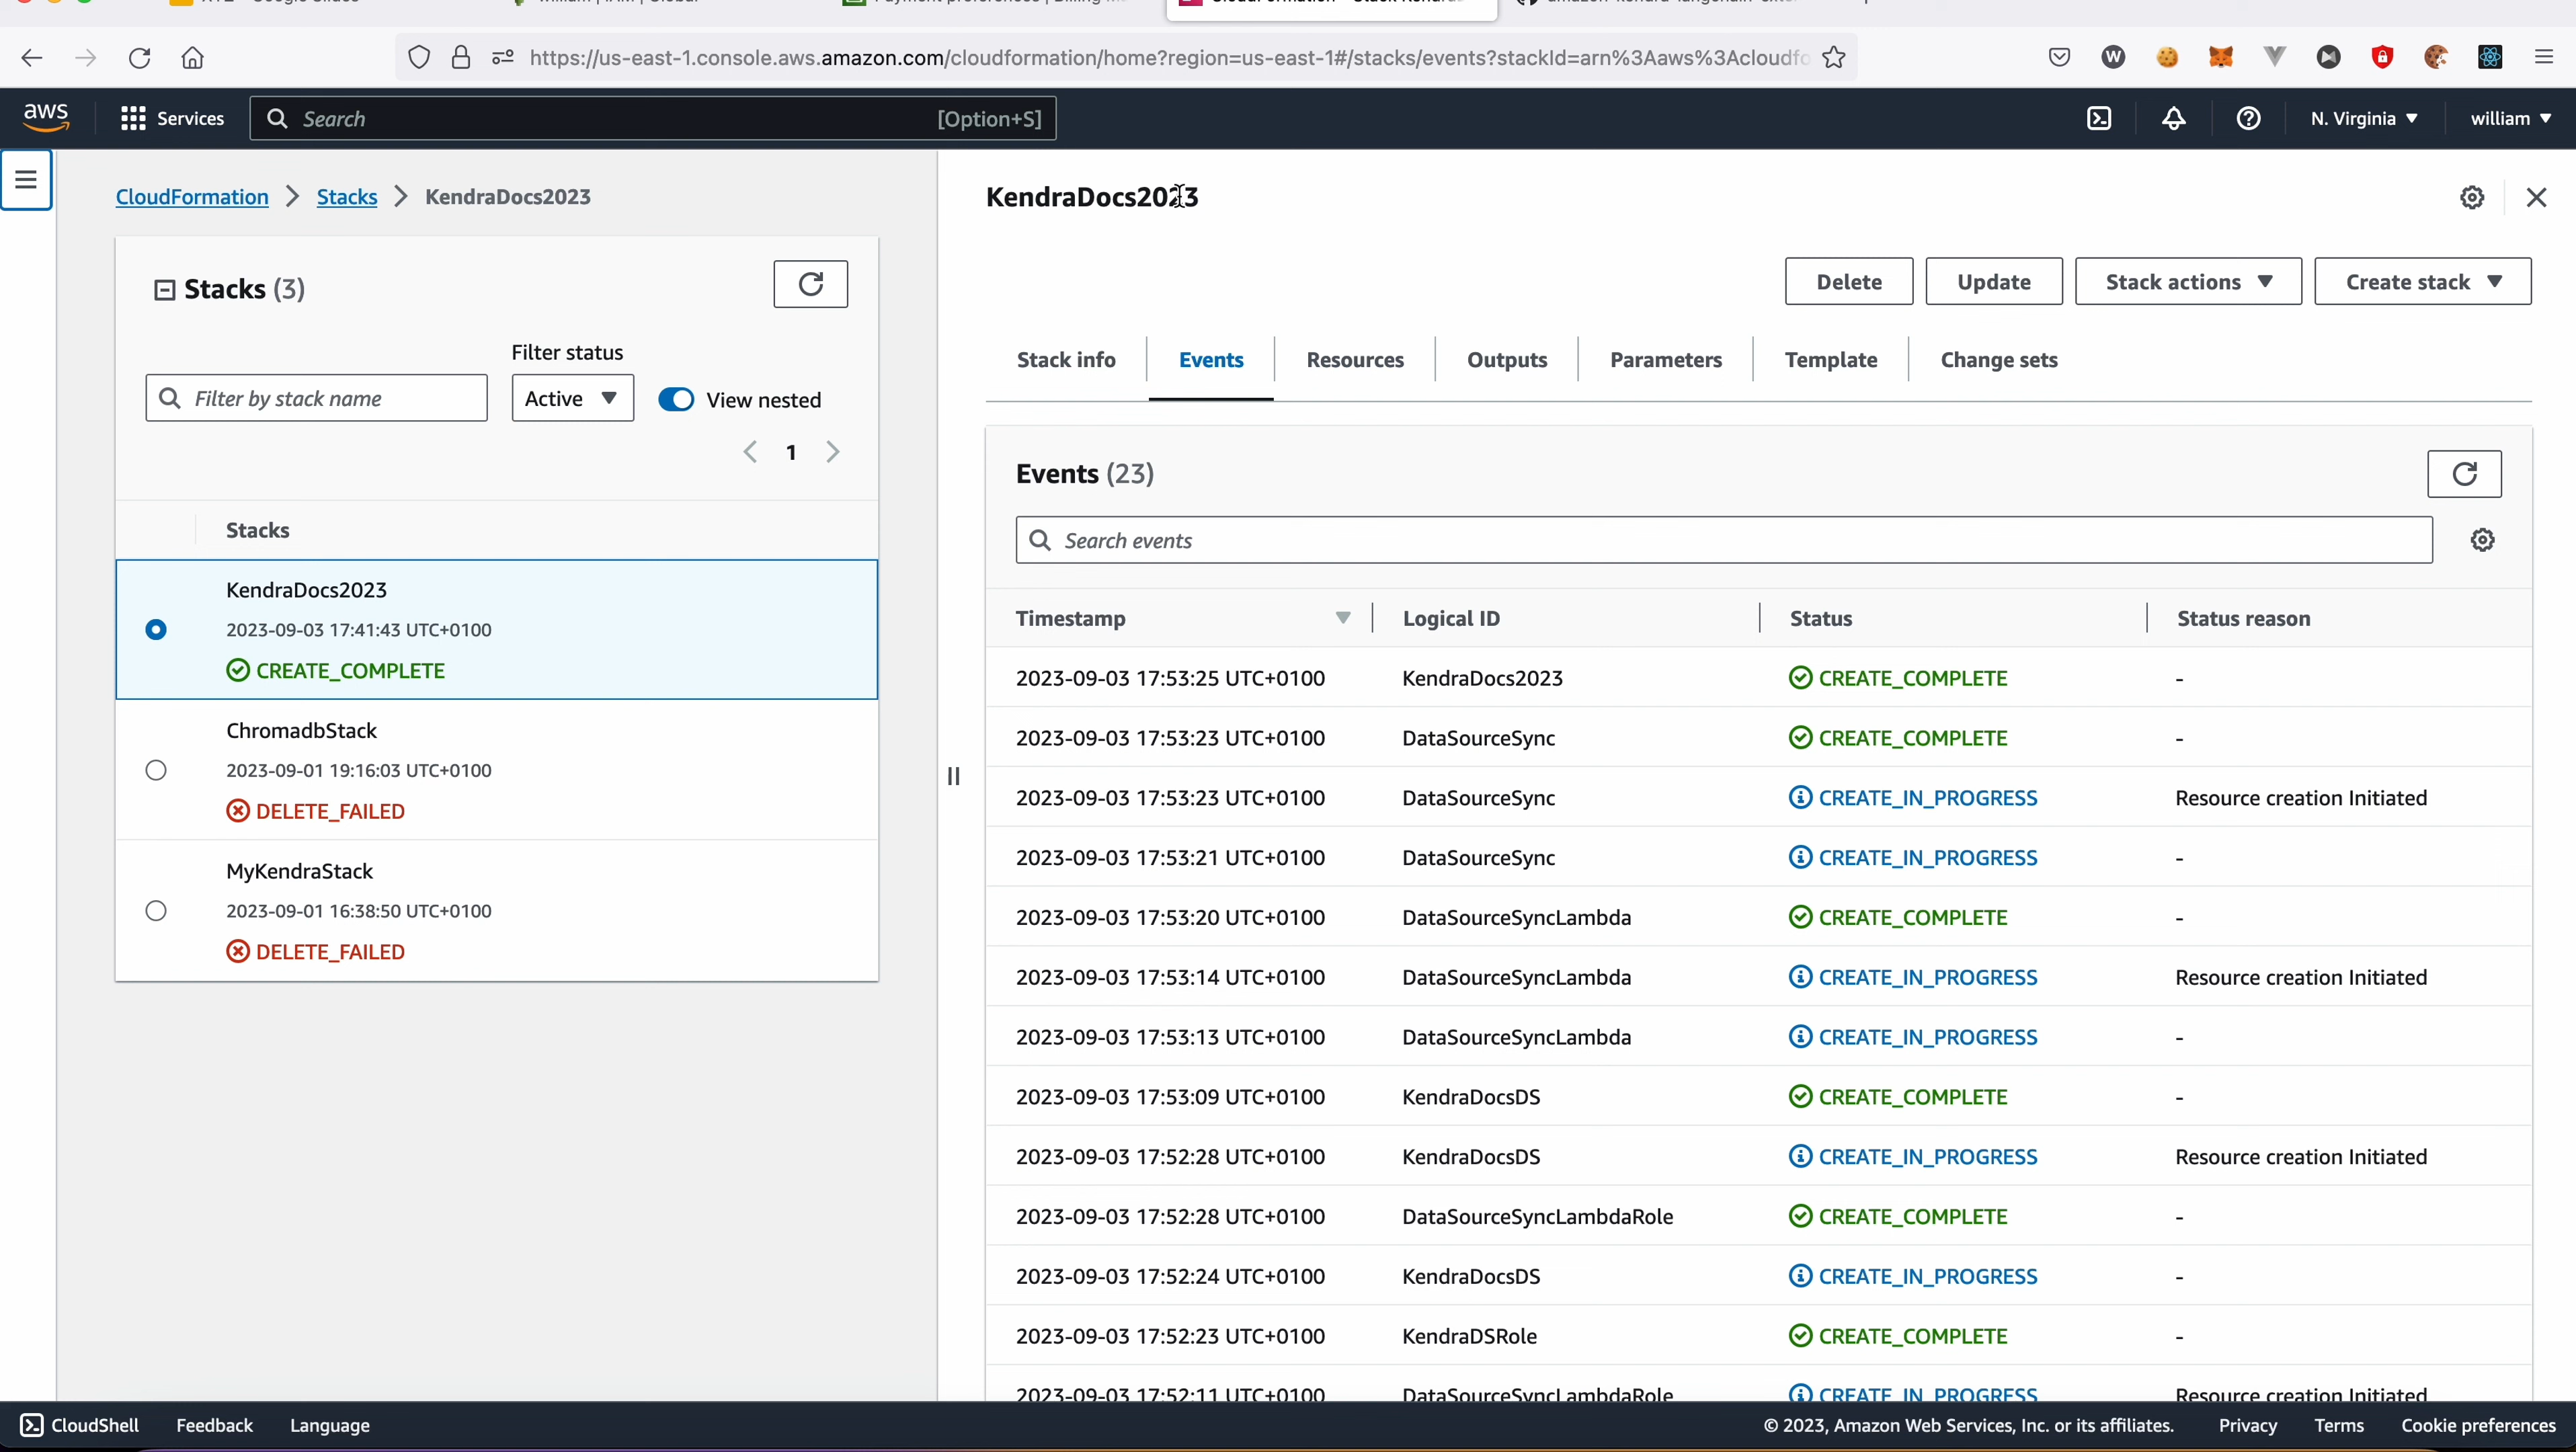 https://us-east-1.console.aws.amazon.com/cloudformation/home?region=us-east-1#/stacks/events?stackId=arn%3Aaws%3Acloudfo
aws
Services
Search
[Option+S]
N. Virginia
william
CloudFormation
Stacks
KendraDocs2023
KendraDocs2023
Delete
Update
Stack actions
Create stack
Stacks (3)
Filter status
Filter by stack name
Active
View nested
1
Stacks
KendraDocs2023
2023-09-03 17:41:43 UTC+0100
CREATE_COMPLETE
ChromadbStack
2023-09-01 19:16:03 UTC+0100
DELETE_FAILED
MyKendraStack
2023-09-01 16:38:50 UTC+0100
DELETE_FAILED
Stack info
Events
Resources
Outputs
Parameters
Template
Change sets
Events (23)
Search events
Timestamp Logical ID Status Status reason
2023-09-03 17:53:25 UTC+0100 KendraDocs2023 CREATE_COMPLETE -
2023-09-03 17:53:23 UTC+0100 DataSourceSync CREATE_COMPLETE -
2023-09-03 17:53:23 UTC+0100 DataSourceSync CREATE_IN_PROGRESS Resource creation Initiated
2023-09-03 17:53:21 UTC+0100 DataSourceSync CREATE_IN_PROGRESS -
2023-09-03 17:53:20 UTC+0100 DataSourceSyncLambda CREATE_COMPLETE -
2023-09-03 17:53:14 UTC+0100 DataSourceSyncLambda CREATE_IN_PROGRESS Resource creation Initiated
2023-09-03 17:53:13 UTC+0100 DataSourceSyncLambda CREATE_IN_PROGRESS -
2023-09-03 17:53:09 UTC+0100 KendraDocsDS CREATE_COMPLETE -
2023-09-03 17:52:28 UTC+0100 KendraDocsDS CREATE_IN_PROGRESS Resource creation Initiated
2023-09-03 17:52:28 UTC+0100 DataSourceSyncLambdaRole CREATE_COMPLETE -
2023-09-03 17:52:24 UTC+0100 KendraDocsDS CREATE_IN_PROGRESS -
2023-09-03 17:52:23 UTC+0100 KendraDSRole CREATE_COMPLETE -
2023-09-03 17:52:11 UTC+0100 DataSourceSyncLambdaRole CREATE_IN_PROGRESS Resource creation Initiated
CloudShell
Feedback
Language
© 2023, Amazon Web Services, Inc. or its affiliates.
Privacy
Terms
Cookie preferences